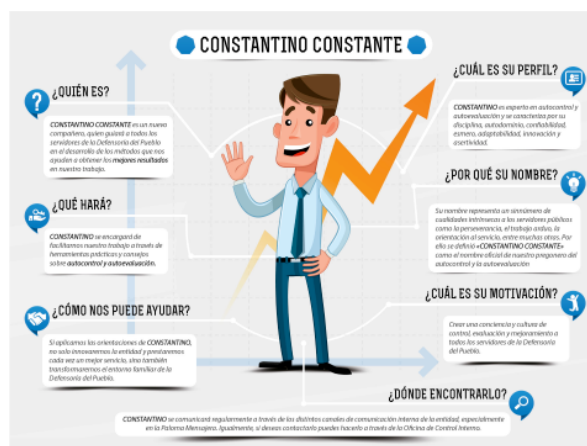 CONSTANTINO CONSTANTE
¿QUIÉN ES?
CONSTANTINO CONSTANTE es un nuevo
compañero, quien guiará a todos los
servidores de la Defensoría del Pueblo
en el desarrollo de los métodos que nos
ayuden a obtener los mejores resultados
en nuestro trabajo.
¿QUÉ HARÁ?
CONSTANTINO se encargará de
facilitarnos nuestro trabajo a través de
herramientas prácticas y consejos
sobre autocontrol y autoevaluación.
¿CÓMO NOS PUEDE AYUDAR?
Si aplicamos las orientaciones de CONSTANTINO,
no solo innovaremos la entidad y prestaremos
cada vez un mejor servicio, sino también
transformaremos el entorno familiar de la
Defensoría del Pueblo.
¿CUÁL ES SU PERFIL?
CONSTANTINO es experto en autocontrol y
autoevaluación y se caracteriza por su
disciplina, autodominio, confiabilidad,
esmero, adaptabilidad, innovación y
asertividad.
¿POR QUÉ SU NOMBRE?
Su nombre representa un sinnúmero de
cualidades intrínsecas a los servidores públicos
como la perseverancia, el trabajo arduo, la
orientación al servicio, entre muchas otras. Por
ello se definió «CONSTANTINO CONSTANTE»
como el nombre oficial de nuestro pregonero del
autocontrol y la autoevaluación
¿CUÁL ES SU MOTIVACIÓN?
Crear una conciencia y cultura de
control, evaluación y mejoramiento a
todos los servidores de la Defensoría
del Pueblo.
¿DÓNDE ENCONTRARLO?
CONSTANTINO se comunicará regularmente a través de los distintos canales de comunicación interna de la entidad, especialmente
en la Paloma Mensajera. Igualmente, si deseas contactarlo puedes hacerlo a través de la Oficina de Control Interno.